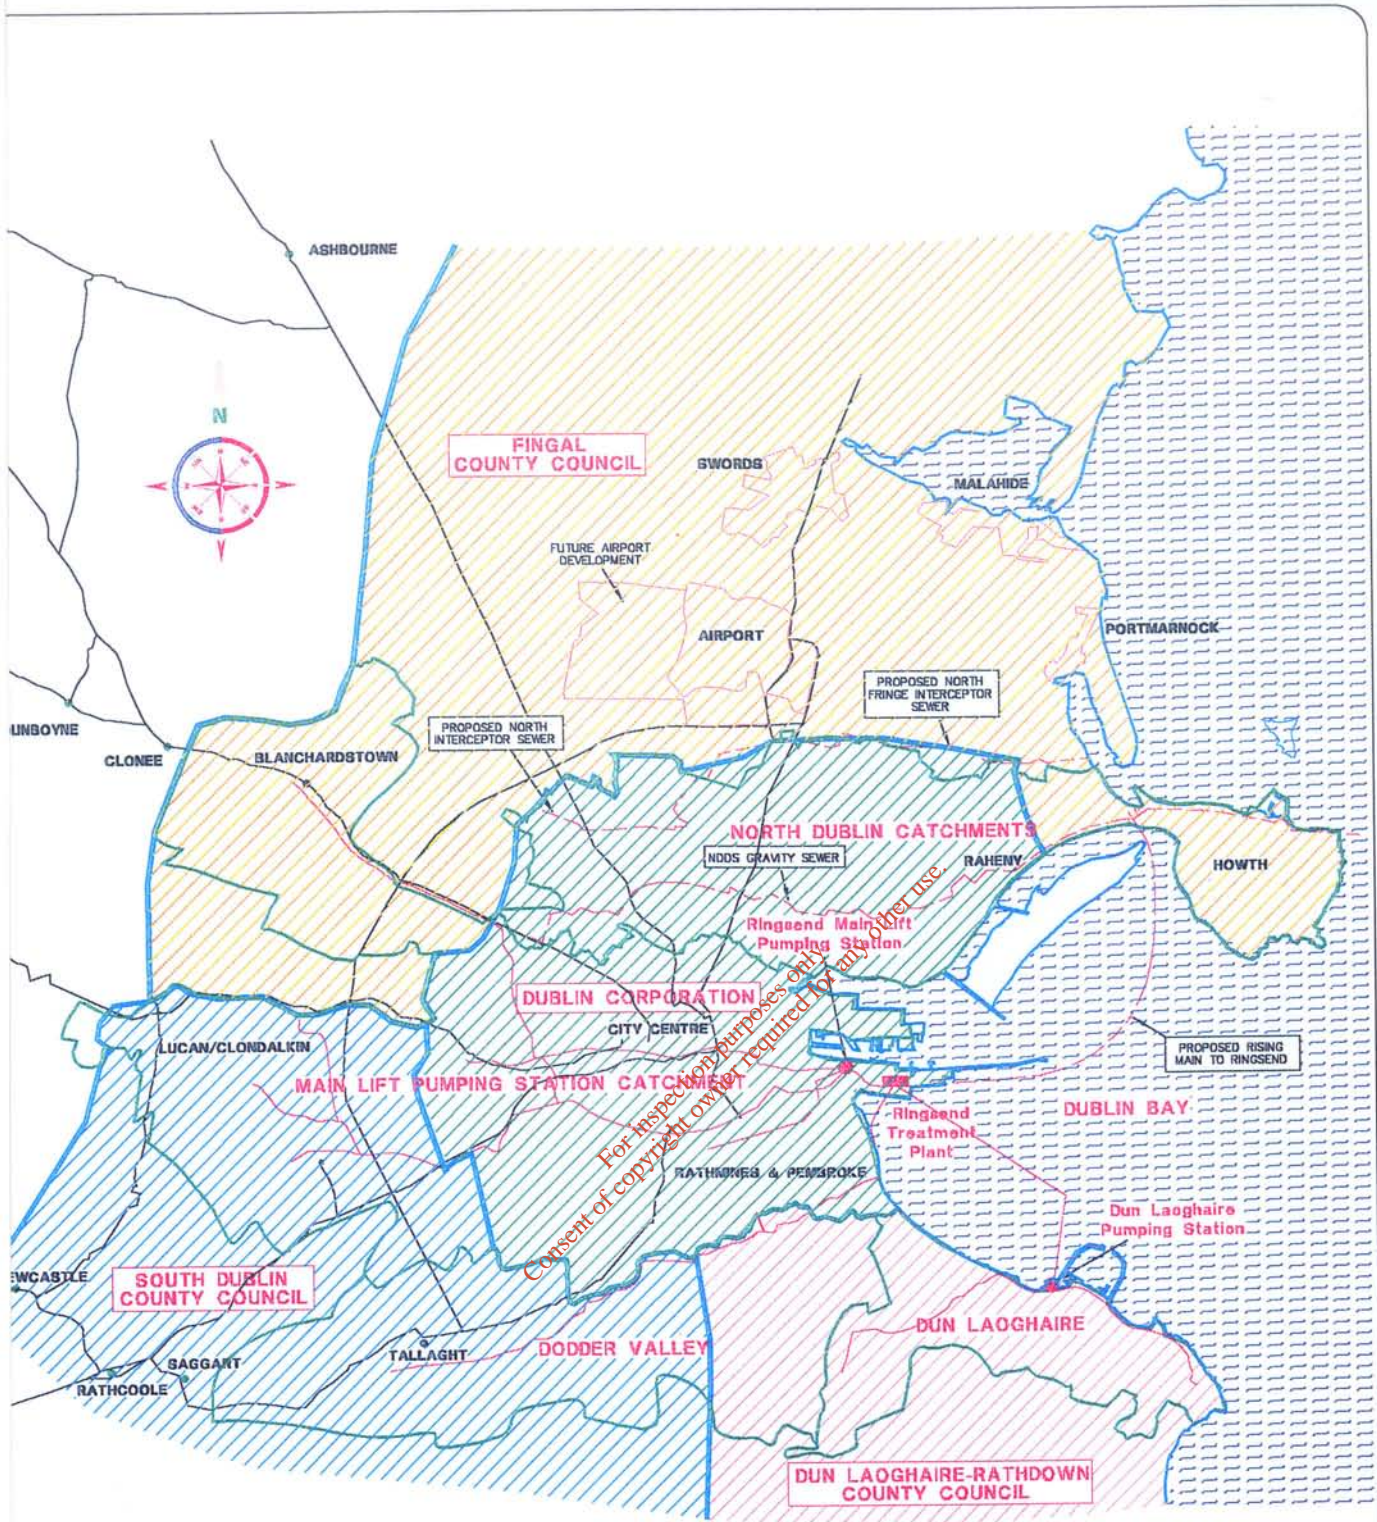 ASHBOURNE
N
FINGAL
COUNTY COUNCIL
SWORDS
MALAHIDE
FUTURE AIRPORT
DEVELOPMENT
AIRPORT
PORTMARNOCK
PROPOSED NORTH
FRINGE INTERCEPTOR
SEWER
PROPOSED NORTH
INTERCEPTOR SEWER
UNBOYNE
CLONEE
BLANCHARDSTOWN
NORTH DUBLIN CATCHMENTS
NDDS GRAVITY SEWER
RAHENY
HOWTH
Ringsend Main Lift
Pumping Station
DUBLIN CORPORATION
CITY CENTRE
LUCAN/CLONDALKIN
PROPOSED RISING
MAIN TO RINGSEND
MAIN LIFT PUMPING STATION CATCHMENT
DUBLIN BAY
Ringsend
Treatment
Plant
RATHMINES & PEMBROKE
Dun Laoghaire
Pumping Station
EWCASTLE
SOUTH DUBLIN
COUNTY COUNCIL
DUN LAOGHAIRE
DODDER VALLEY
TALLAGHT
SAGGART
RATHCOOLE
DUN LAOGHAIRE-RATHDOWN
COUNTY COUNCIL
For inspection purposes only.
Consent of copyright owner required for any other use.